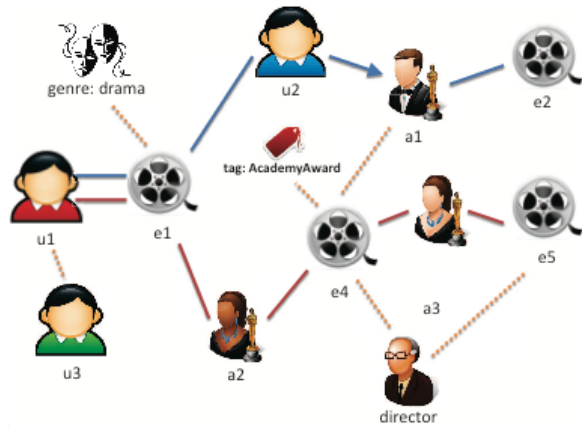 genre: drama
u2
e2
a1
tag: AcademyAward
u1
e1
e4
e5
a3
u3
a2
director